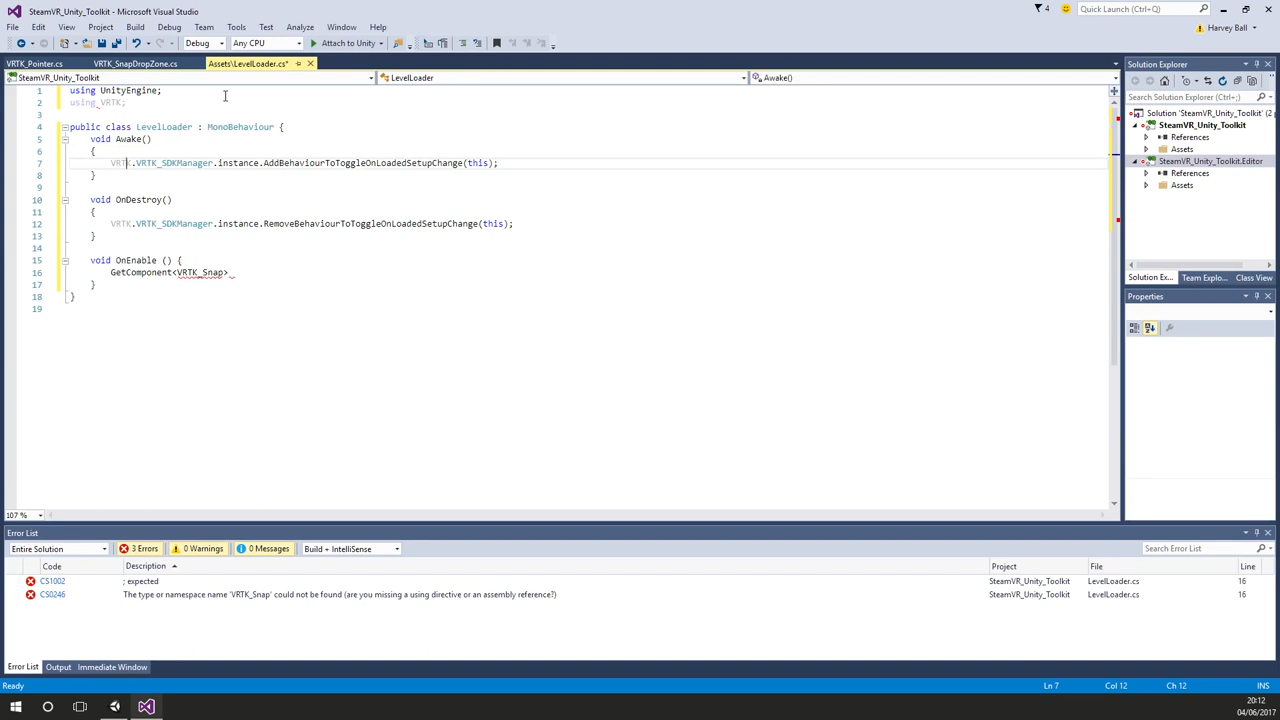 SteamVR_Unity_Toolkit - Microsoft Visual Studio
4
Quick Launch (Ctrl+Q)
File Edit View Project Build Debug Team Tools Test Analyze Window Help
Harvey Ball
Debug Any CPU Attach to Unity
VRTK_Pointer.cs VRTK_SnapDropZone.cs Assets\LevelLoader.cs*
SteamVR_Unity_Toolkit LevelLoader Awake()
1 using UnityEngine;
2 using VRTK;
3
4 public class LevelLoader : MonoBehaviour {
5 void Awake()
6 {
7 VRTK.VRTK_SDKManager.instance.AddBehaviourToToggleOnLoadedSetupChange(this);
8 }
9
10 void OnDestroy()
11 {
12 VRTK.VRTK_SDKManager.instance.RemoveBehaviourToToggleOnLoadedSetupChange(this);
13 }
14
15 void OnEnable () {
16 GetComponent<VRTK_Snap>
17 }
18 }
19
107 %
Solution Explorer
Search Solution Explorer (Ctrl+;)
Solution 'SteamVR_Unity_Toolkit' (2
SteamVR_Unity_Toolkit
References
Assets
SteamVR_Unity_Toolkit.Editor
References
Assets
Solution Ex... Team Explo... Class View
Properties
Error List
Entire Solution 3 Errors 0 Warnings 0 Messages Build + IntelliSense Search Error List
Code Description Project File Line
CS1002 ; expected SteamVR_Unity_Toolkit LevelLoader.cs 16
CS0246 The type or namespace name 'VRTK_Snap' could not be found (are you missing a using directive or an assembly reference?) SteamVR_Unity_Toolkit LevelLoader.cs 16
Error List Output Immediate Window
Ready Ln 7 Col 12 Ch 12 INS
20:12
04/06/2017